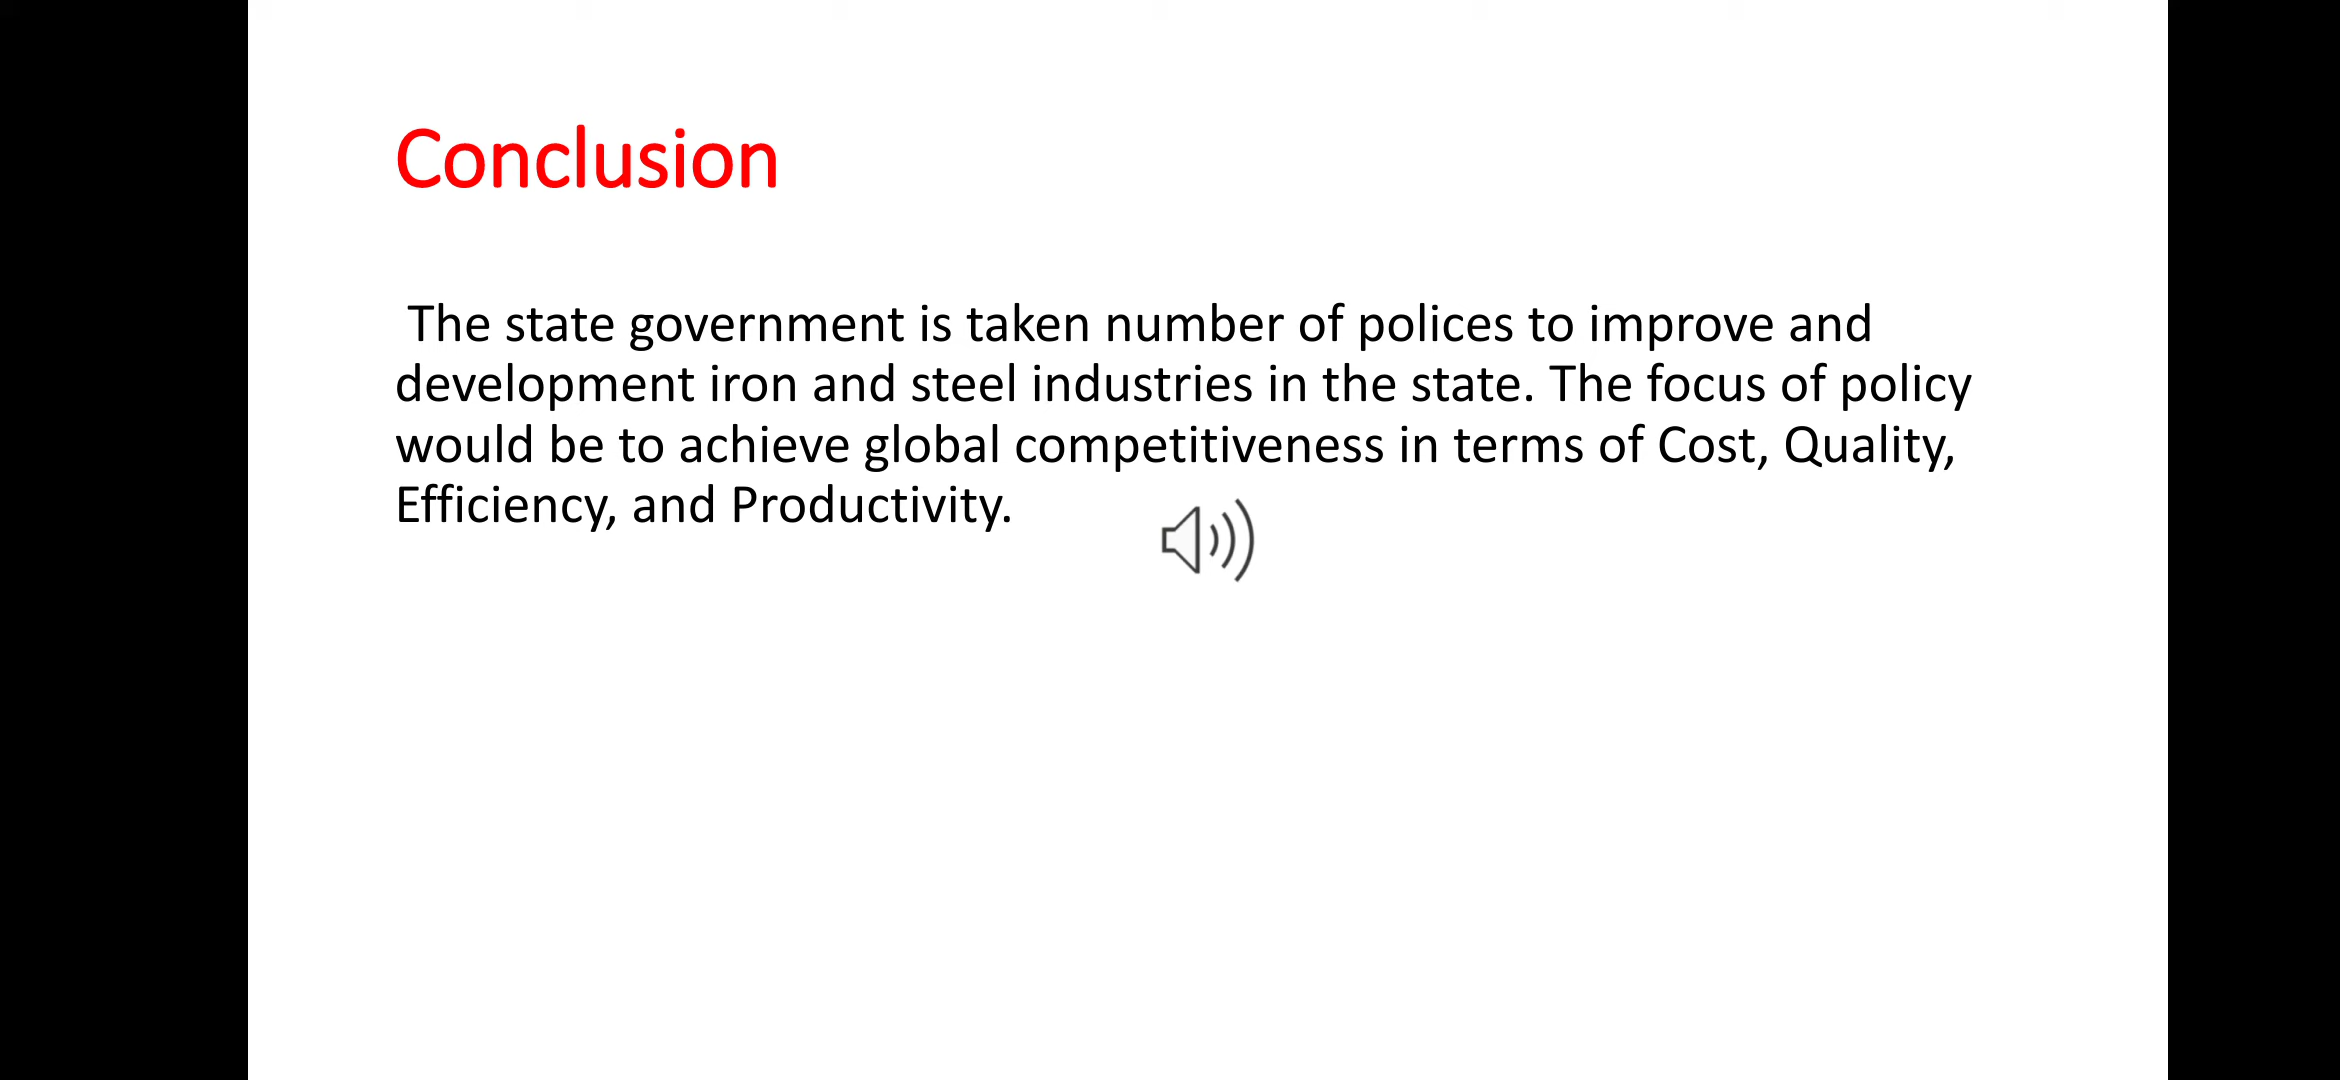 Conclusion
The state government is taken number of polices to improve and
development iron and steel industries in the state. The focus of policy
would be to achieve global competitiveness in terms of Cost, Quality,
Efficiency, and Productivity.